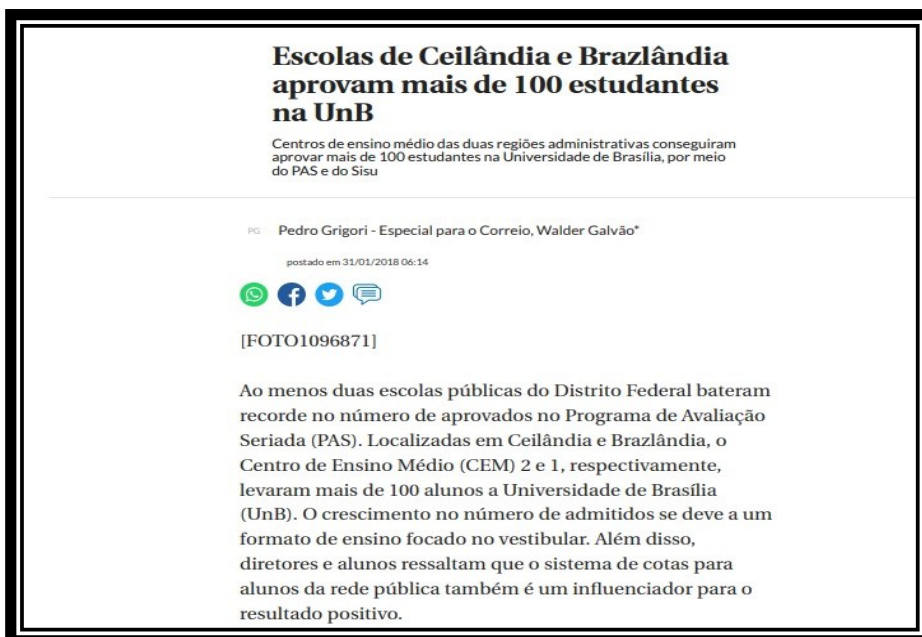 Escolas de Ceilândia e Brazlândia
aprovam mais de 100 estudantes
na UnB
Centros de ensino médio das duas regiões administrativas conseguiram
aprovar mais de 100 estudantes na Universidade de Brasília, por meio
do PAS e do Sisu
PG Pedro Grigori - Especial para o Correio, Walder Galvão*
postado em 31/01/2018 06:14
[FOTO1096871]
Ao menos duas escolas públicas do Distrito Federal bateram
recorde no número de aprovados no Programa de Avaliação
Seriada (PAS). Localizadas em Ceilândia e Brazlândia, o
Centro de Ensino Médio (CEM) 2 e 1, respectivamente,
levaram mais de 100 alunos a Universidade de Brasília
(UnB). O crescimento no número de admitidos se deve a um
formato de ensino focado no vestibular. Além disso,
diretores e alunos ressaltam que o sistema de cotas para
alunos da rede pública também é um influenciador para o
resultado positivo.